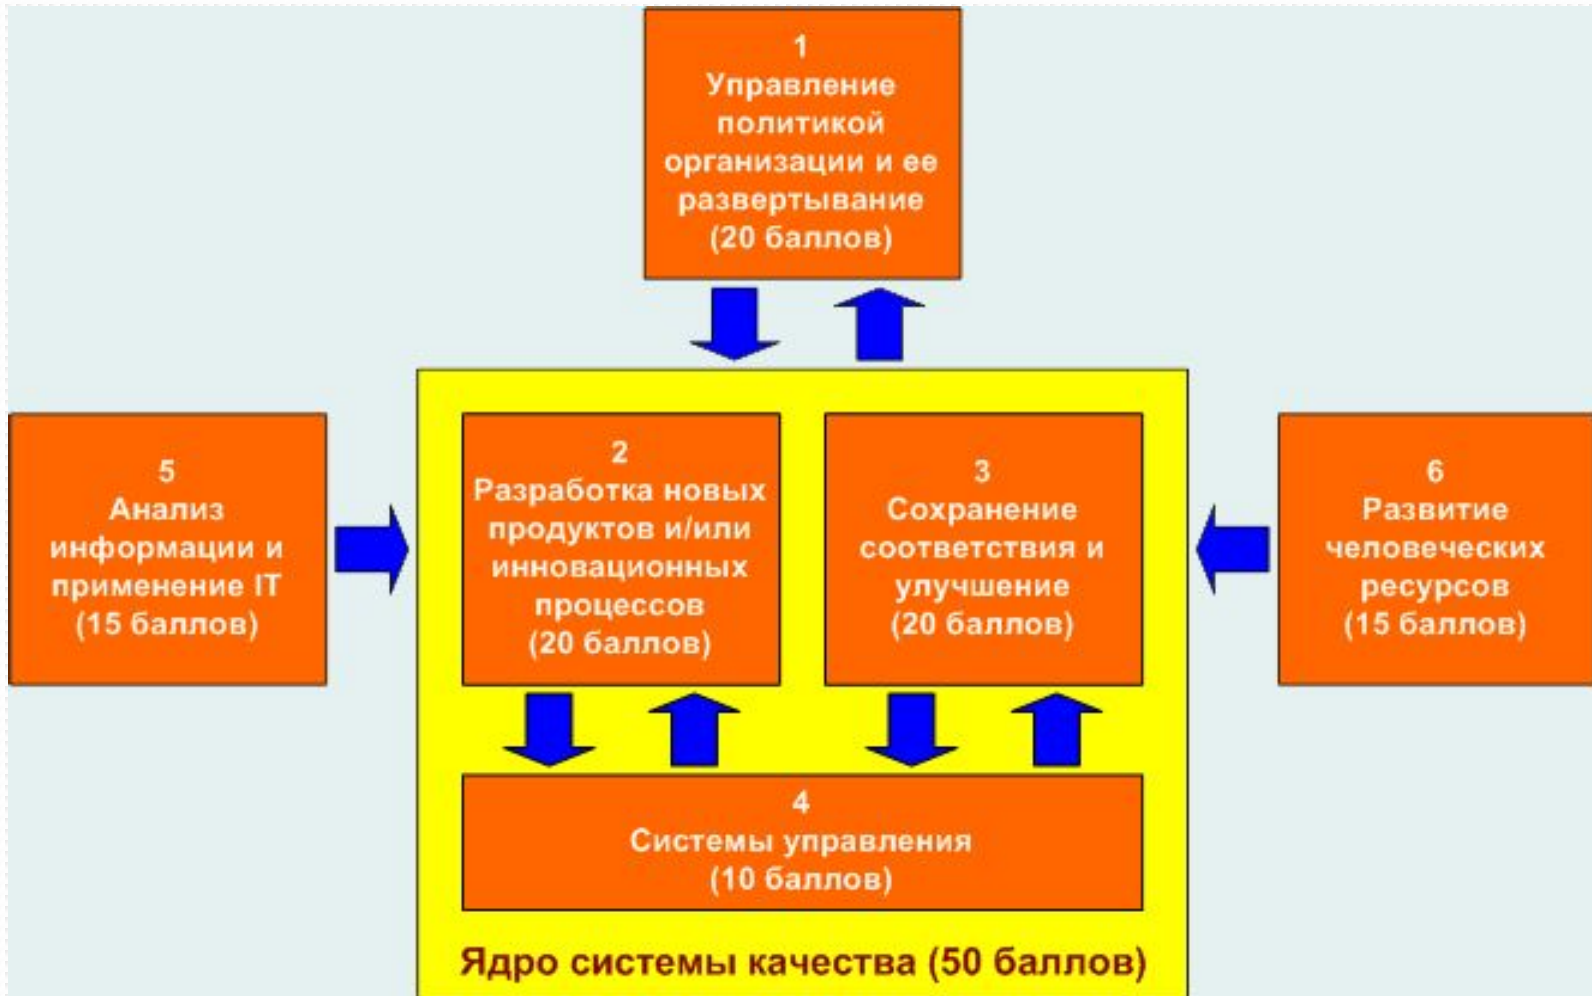 1
Управление
политикой
организации и ее
развертывание
(20 баллов)
5
Анализ
информации и
применение IT
(15 баллов)
2
Разработка новых
продуктов и/или
инновационных
процессов
(20 баллов)
3
Сохранение
соответствия и
улучшение
(20 баллов)
6
Развитие
человеческих
ресурсов
(15 баллов)
4
Системы управления
(10 баллов)
Ядро системы качества (50 баллов)